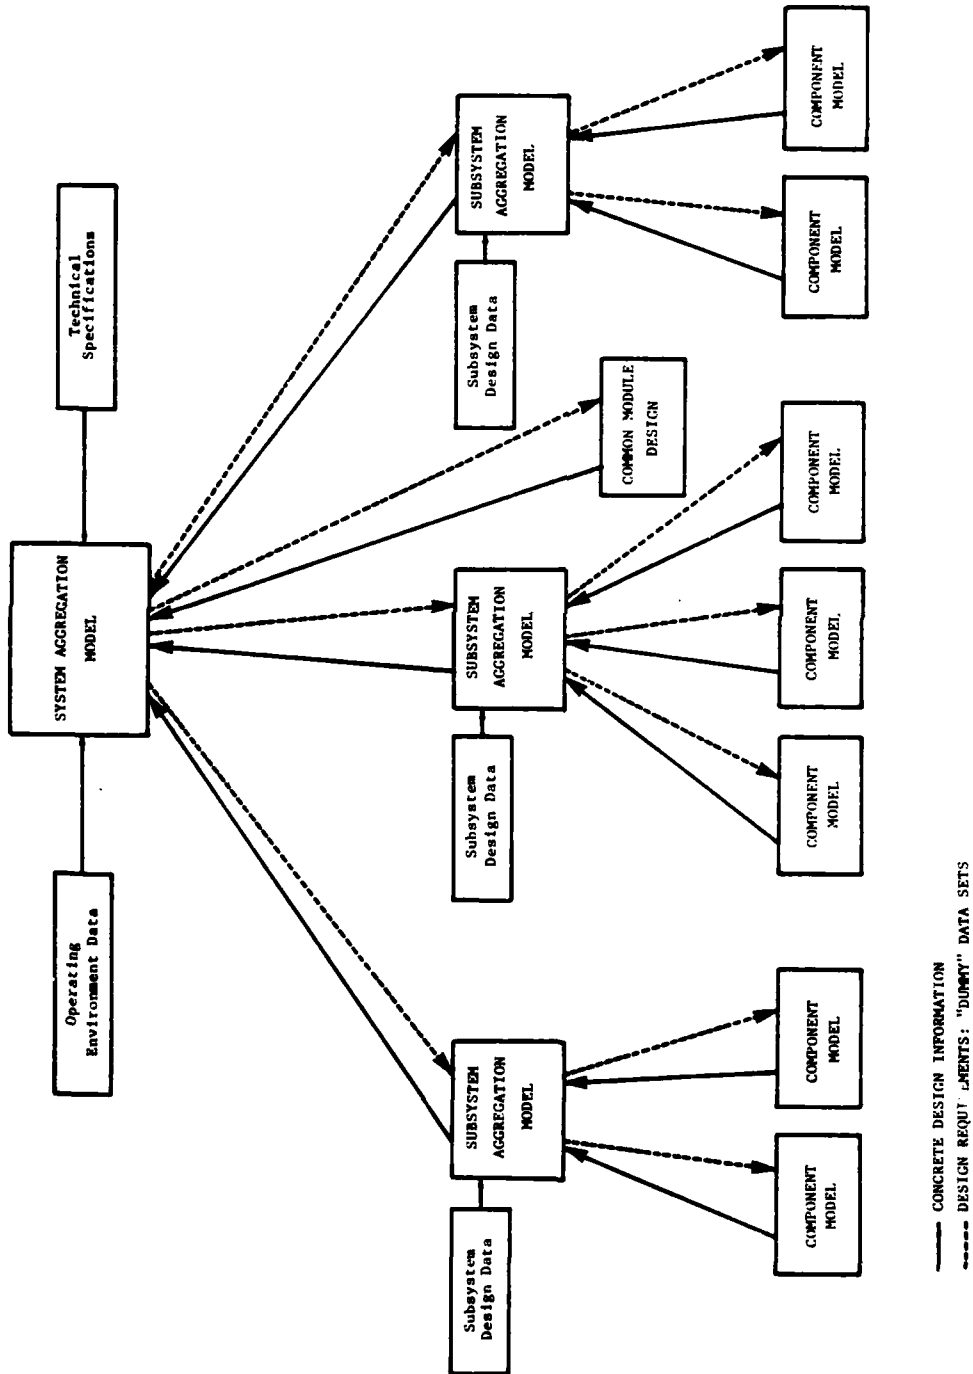 Operating
Environment Data
SYSTEM AGGREGATION
MODEL
Technical
Specifications
Subsystem
Design Data
SUBSYSTEM
AGGREGATION
MODEL
Subsystem
Design Data
SUBSYSTEM
AGGREGATION
MODEL
Subsystem
Design Data
SUBSYSTEM
AGGREGATION
MODEL
COMMON MODULE
DESIGN
COMPONENT
MODEL
COMPONENT
MODEL
COMPONENT
MODEL
COMPONENT
MODEL
COMPONENT
MODEL
COMPONENT
MODEL
COMPONENT
MODEL
CONCRETE DESIGN INFORMATION
DESIGN REQUIREMENTS: "DUMMY" DATA SETS